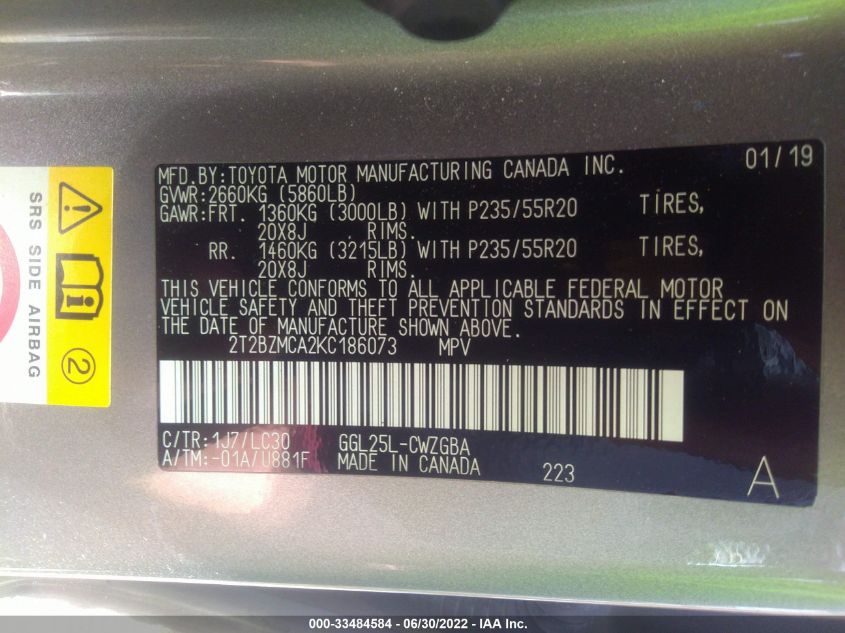 MFD.BY:TOYOTA MOTOR MANUFACTURING CANADA INC. 01/19
GVWR:2660KG (5860LB)
GAWR:FRT. 1360KG (3000LB) WITH P235/55R20 TIRES,
20X8J RIMS.
RR. 1460KG (3215LB) WITH P235/55R20 TIRES,
20X8J RIMS.
THIS VEHICLE CONFORMS TO ALL APPLICABLE FEDERAL MOTOR
VEHICLE SAFETY AND THEFT PREVENTION STANDARDS IN EFFECT ON
THE DATE OF MANUFACTURE SHOWN ABOVE.
2T2BZMCA2KC186073 MPV
C/TR:1J7/LC30 GGL25L-CWZGBA
A/TM:-01A/U881F MADE IN CANADA 223 A
SRS SIDE AIRBAG
2
000-33484584 - 06/30/2022 - IAA Inc.